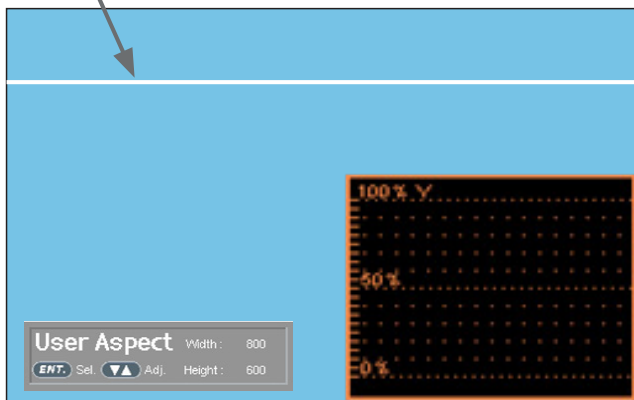 100% Y
50%
User Aspect Width: 800
ENT. Sel. ▼▲ Adj. Height: 600
0%